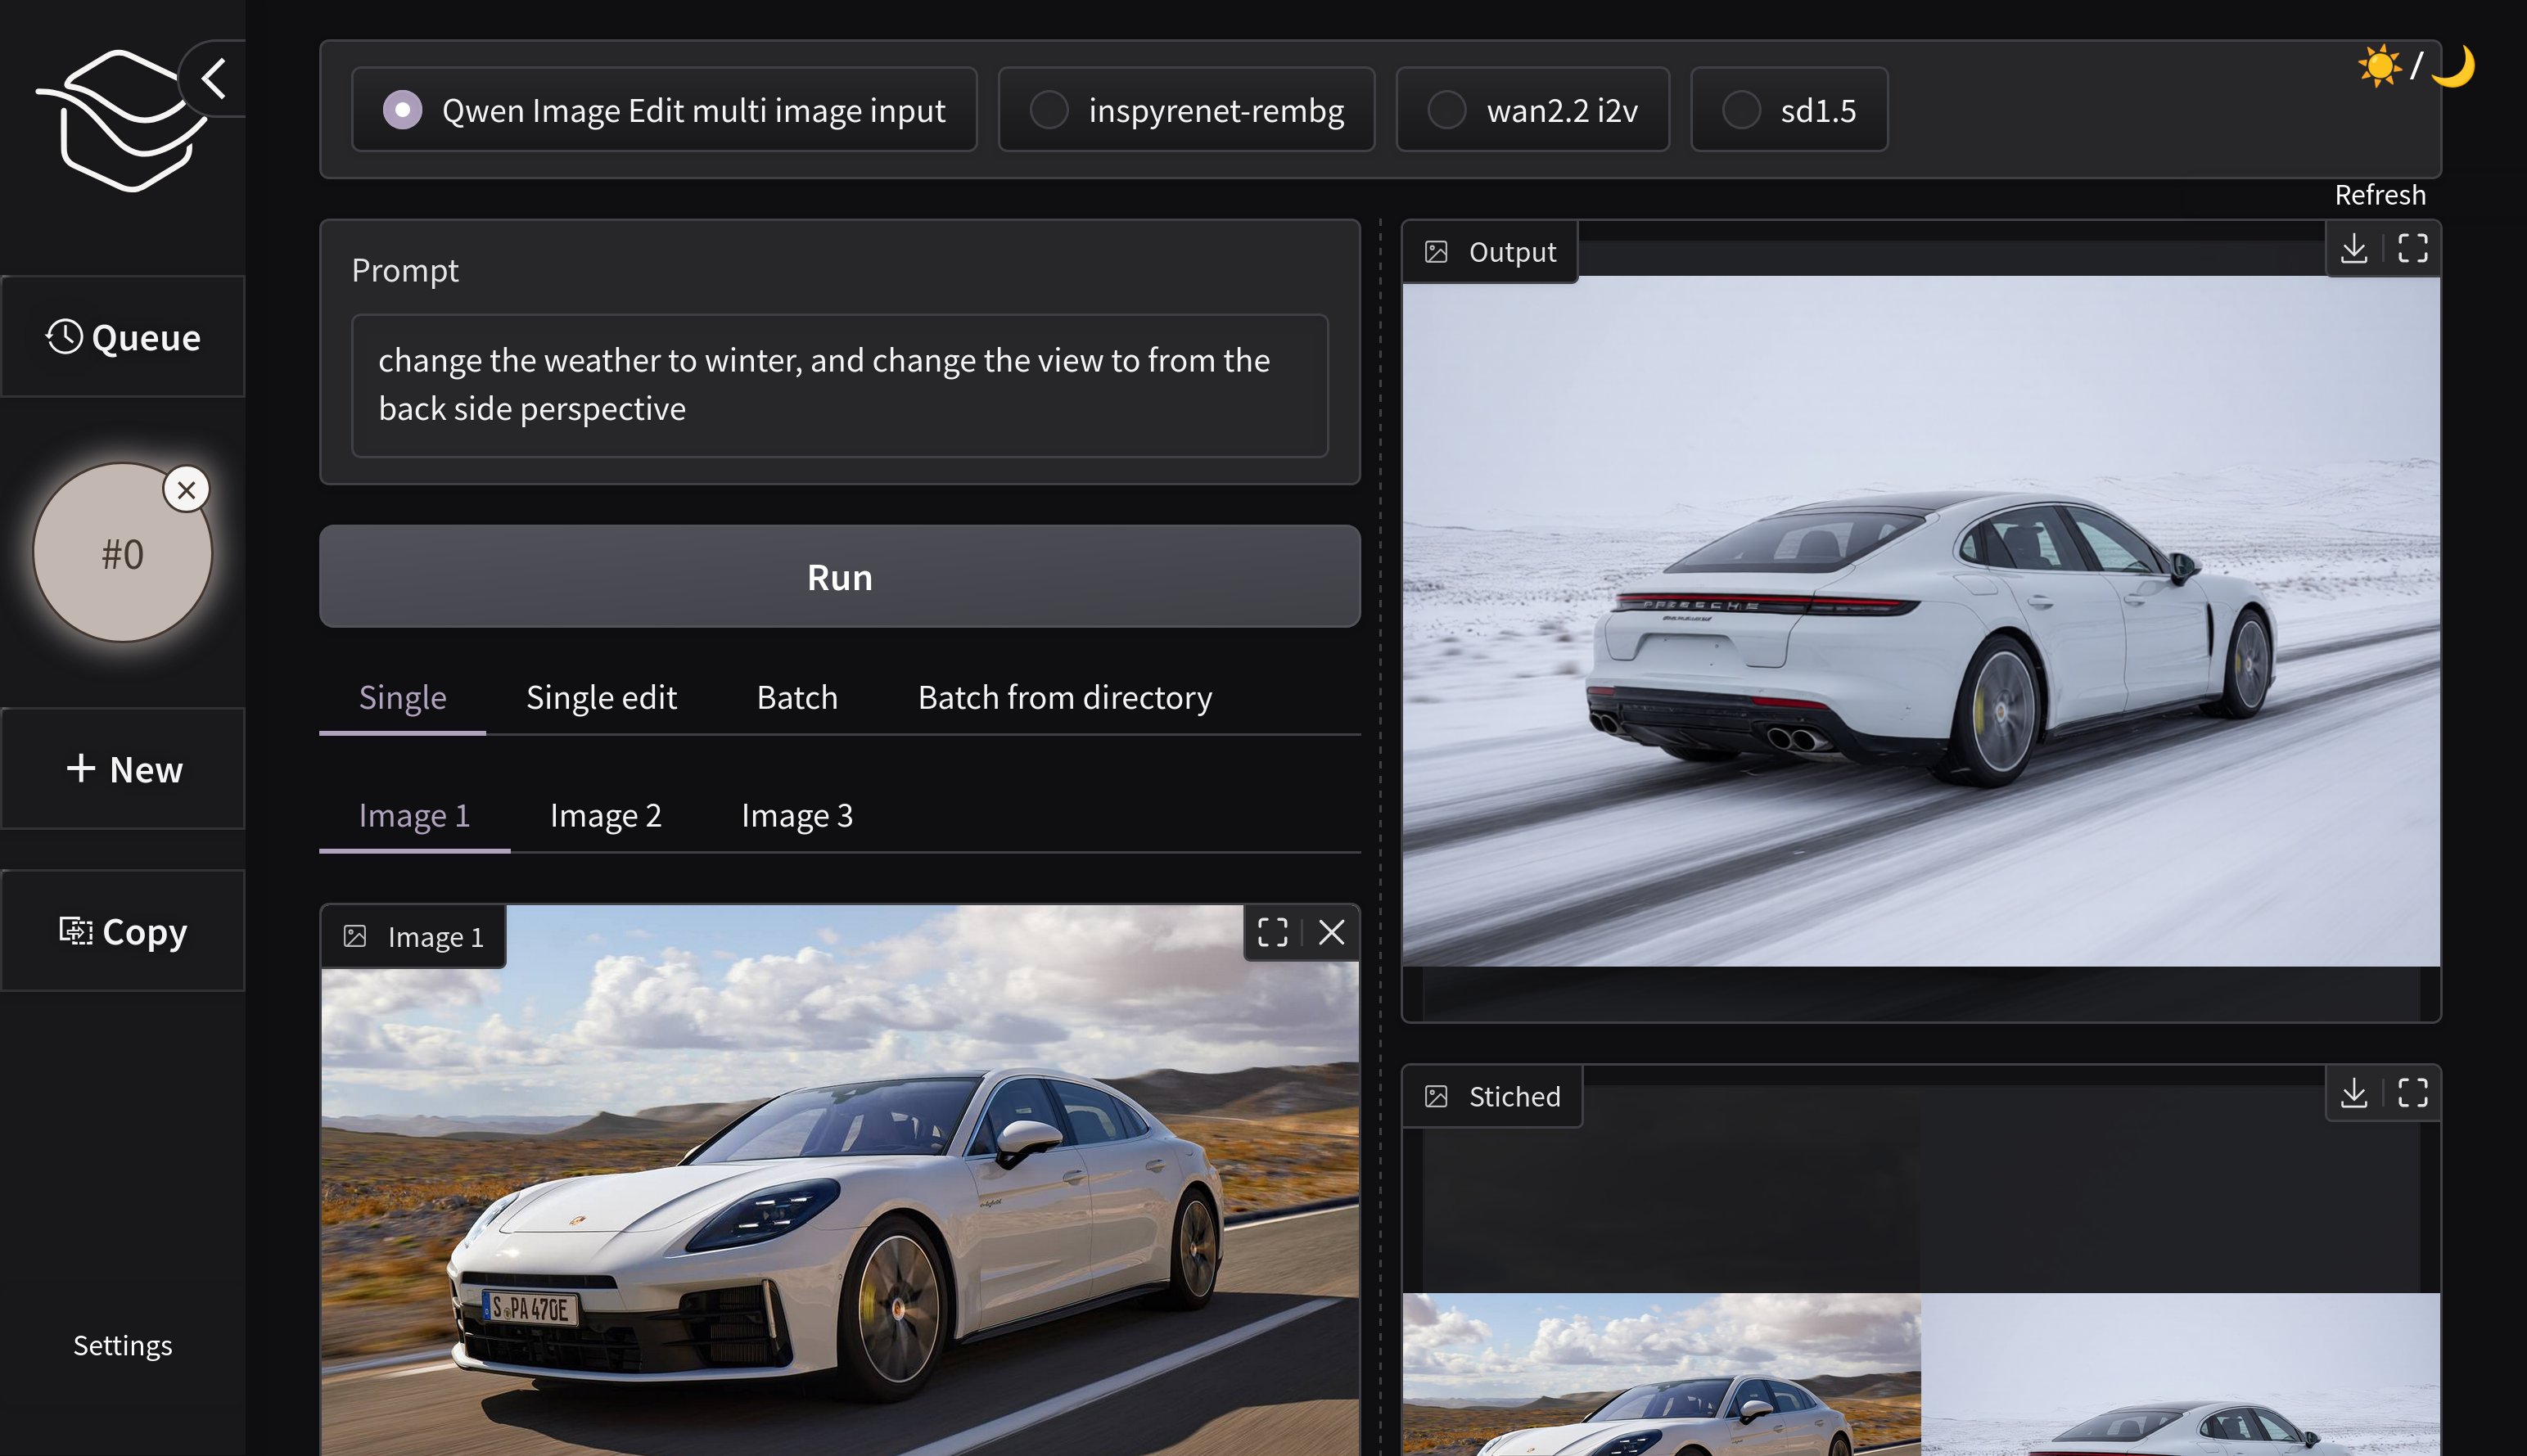 Qwen Image Edit multi image input
inspyrenet-rembg
wan2.2 i2v
sd1.5
☀️/🌙
Refresh
Queue
#0
New
Copy
Settings
Prompt
change the weather to winter, and change the view to from the
back side perspective
Run
Single
Single edit
Batch
Batch from directory
Image 1
Image 2
Image 3
Image 1
S PA 470E
Output
Stiched